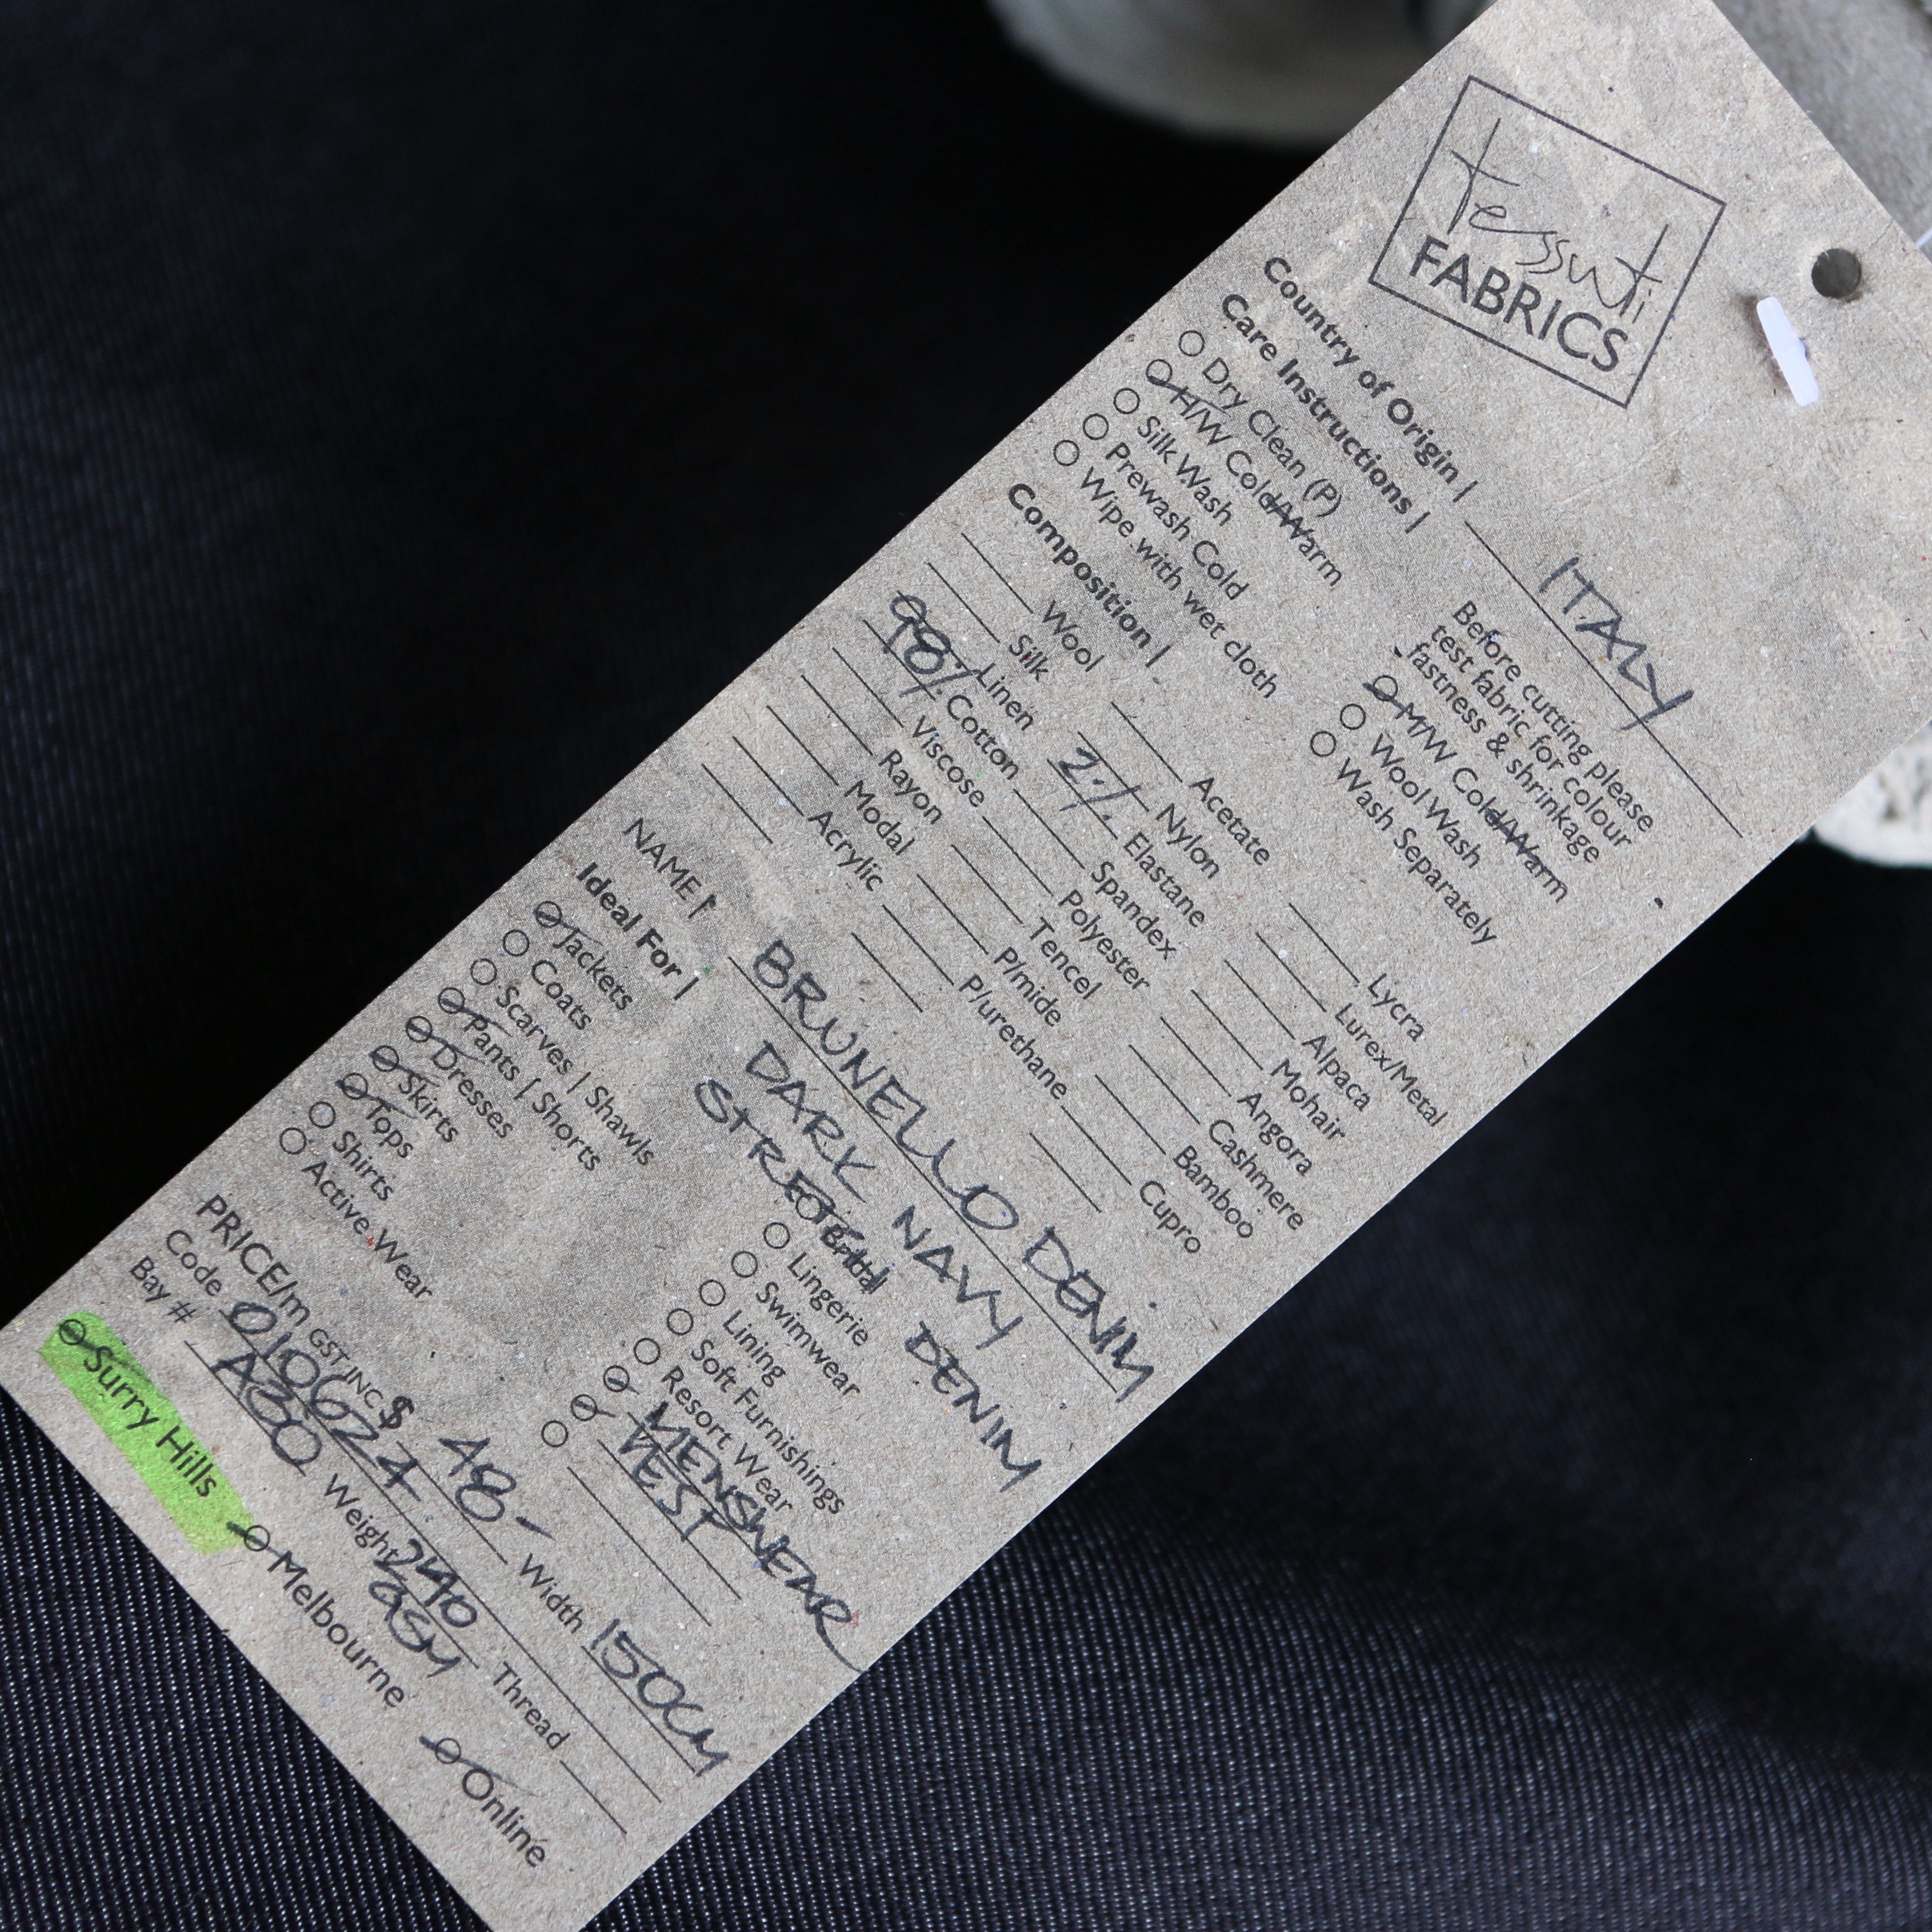 tessuti
FABRICS
Country of Origin | ITALY
Care Instructions |
Before cutting please
test fabric for colour
fastness & shrinkage
Dry Clean (P)
H/W Cold/Warm
M/W Cold/Warm
Silk Wash
Wool Wash
Prewash Cold
Wash Separately
Wipe with wet cloth
Composition |
Wool
Acetate
Lycra
Silk
Nylon
Lurex/Metal
Linen
2% Elastane
Alpaca
98% Cotton
Spandex
Mohair
Viscose
Polyester
Angora
Rayon
Tencel
Cashmere
Modal
P/mide
Bamboo
Acrylic
P/urethane
Cupro
NAME | BRUNELLO DENIM
Ideal For | DARK NAVY
STRETCH DENIM
Jackets
Bridal
Coats
Lingerie
Scarves | Shawls
Swimwear
Pants | Shorts
Lining
Dresses
Soft Furnishings
Skirts
Resort Wear
Tops
MENSWEAR
Shirts
VEST
Active Wear
PRICE/m GST INC $ 48- Width 150CM
Code 010627
Bay # A30 Weight 240 GSM Thread
Surry Hills
Melbourne
Online